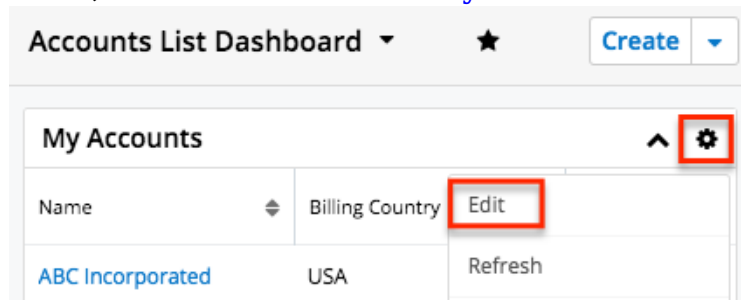 Accounts List Dashboard
Create
My Accounts
Name
Billing Country
Edit
ABC Incorporated
USA
Refresh